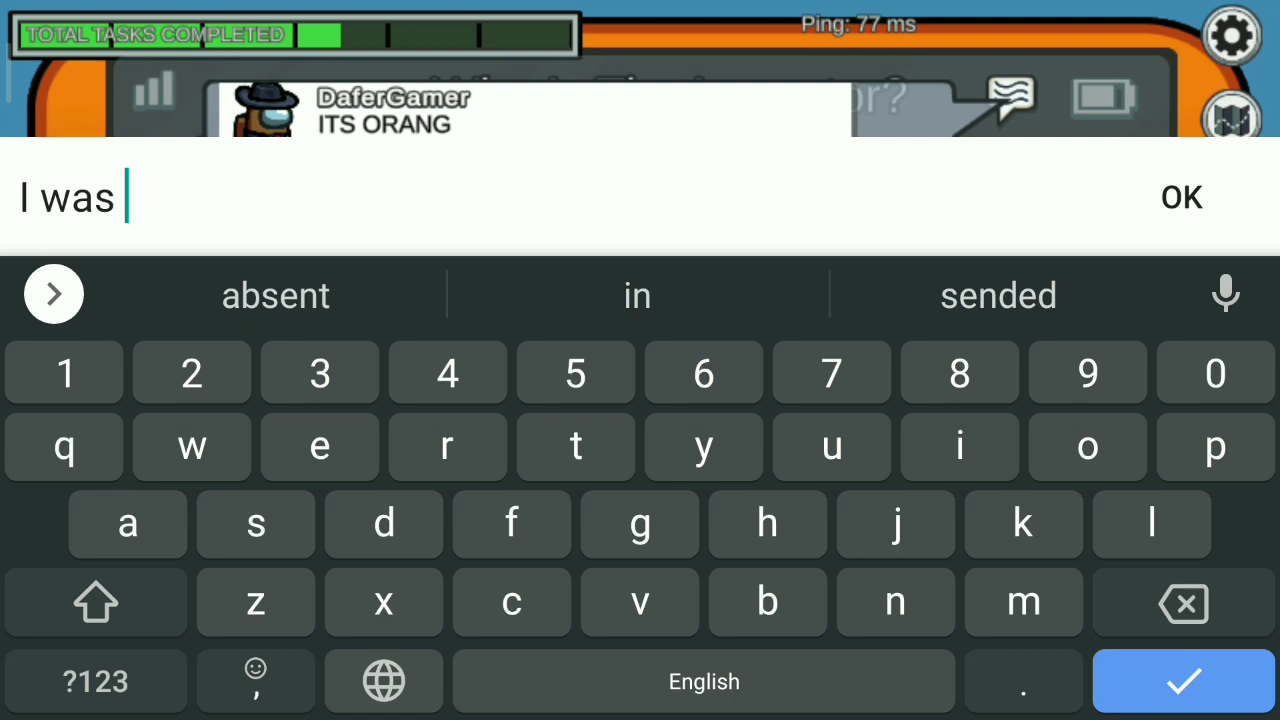 TOTAL TASKS COMPLETED
Ping: 77 ms
or?
DaferGamer
ITS ORANG
I was
OK
absent in sended
1 2 3 4 5 6 7 8 9 0
q w e r t y u i o p
a s d f g h j k l
z x c v b n m
?123 , English .